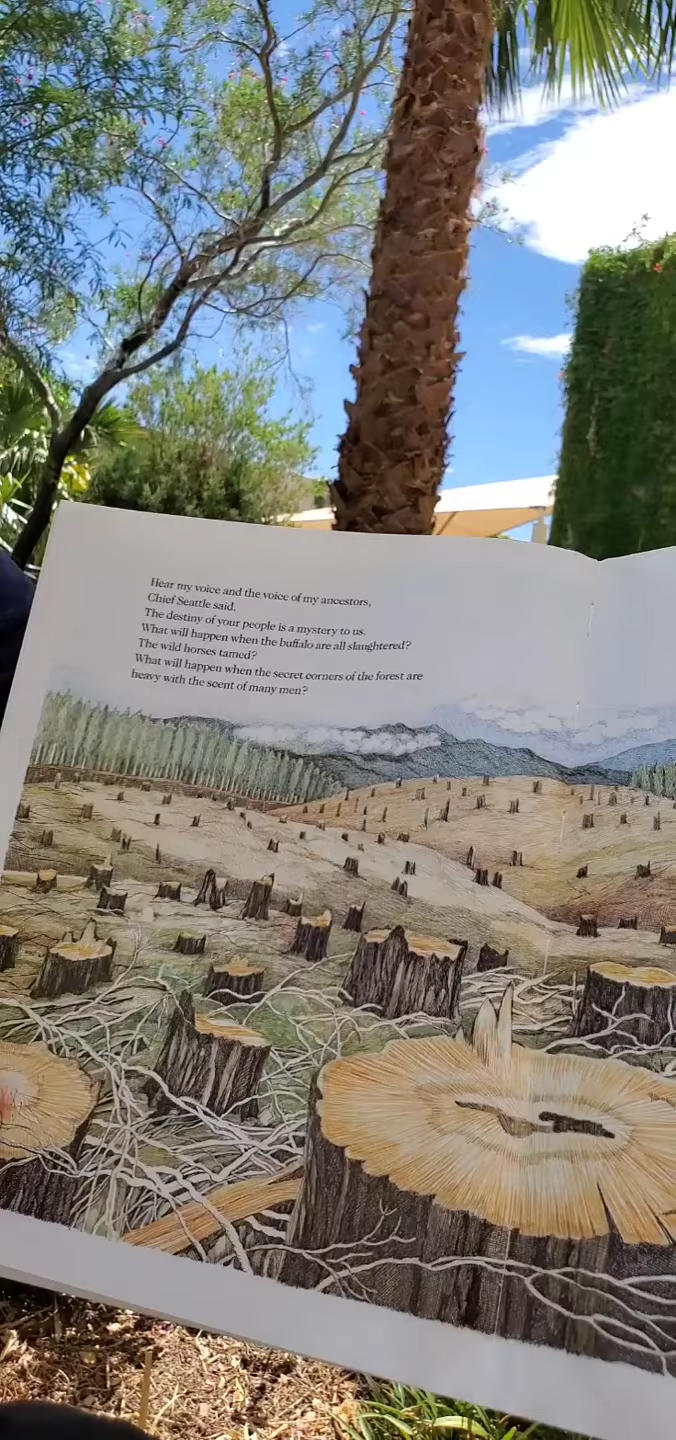 Hear my voice and the voice of my ancestors,
Chief Seattle said.
The destiny of your people is a mystery to us.
What will happen when the buffalo are all slaughtered?
The wild horses tamed?
What will happen when the secret corners of the forest are
heavy with the scent of many men?